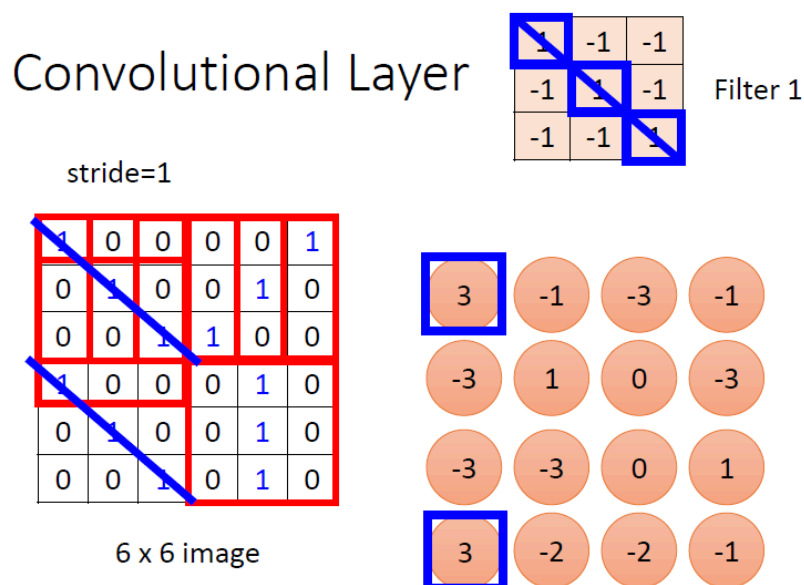 Convolutional Layer
1 -1 -1
-1 1 -1
-1 -1 1
Filter 1
stride=1
1 0 0 0 0 1
0 1 0 0 1 0
0 0 1 1 0 0
1 0 0 0 1 0
0 1 0 0 1 0
0 0 1 0 1 0
6 x 6 image
3 -1 -3 -1
-3 1 0 -3
-3 -3 0 1
3 -2 -2 -1